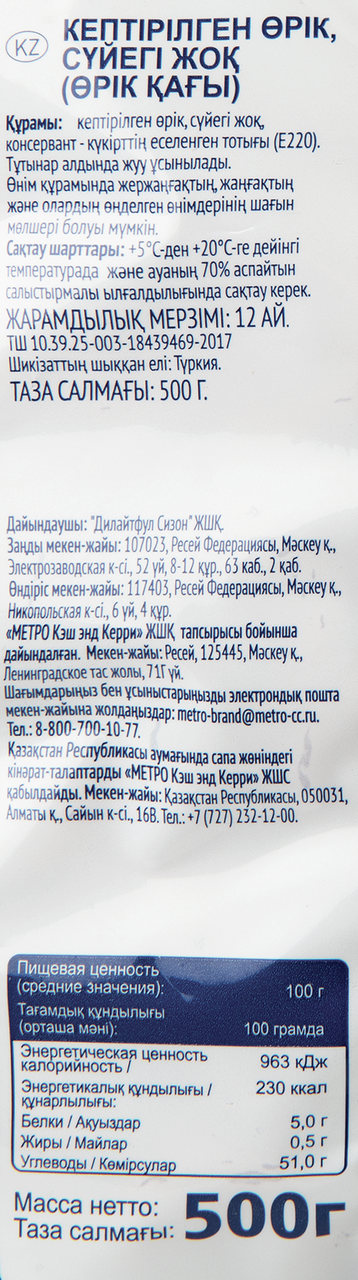 KZ
КЕПТІРІЛГЕН ӨРІК,
СҮЙЕГІ ЖОҚ
(ӨРІК ҚАҒЫ)
Құрамы: кептірілген өрік, сүйегі жоқ,
консервант - күкірттің еселенген тотығы (Е220).
Тұтынар алдында жуу ұсынылады.
Өнім құрамында жержаңғақтың, жаңғақтың
және олардың өңделген өнімдерінің шағын
мөлшері болуы мүмкін.
Сақтау шарттары: +5°С-ден +20°С-ге дейінгі
температурада және ауаның 70% аспайтын
салыстырмалы ылғалдылығында сақтау керек.
ЖАРАМДЫЛЫҚ МЕРЗІМІ: 12 АЙ.
ТШ 10.39.25-003-18439469-2017
Шикізаттың шыққан елі: Түркия.
ТАЗА САЛМАҒЫ: 500 Г.
Дайындаушы: "Дилайтфул Сизон" ЖШҚ.
Заңды мекен-жайы: 107023, Ресей Федерациясы, Мәскеу қ.,
Электрозаводская к-сі., 52 үй, 8-12 құр., 63 каб., 2 қаб.
Өндіріс мекен-жайы: 117403, Ресей Федерациясы, Мәскеу қ.,
Никопольская к-сі., 6 үй, 4 құр.
«МЕТРО Кэш энд Керри» ЖШҚ тапсырысы бойынша
дайындалған. Мекен-жайы: Ресей, 125445, Мәскеу қ.,
Ленинградское тас жолы, 71Г үй.
Шағымдарыңыз бен ұсыныстарыңызды электрондық пошта
мекен-жайына жолдаңыздар: metro-brand@metro-cc.ru.
Тел.: 8-800-700-10-77.
Қазақстан Республикасы аумағында сапа жөніндегі
кінәрат-талаптарды «МЕТРО Кэш энд Керри» ЖШС
қабылдайды. Мекен-жайы: Қазақстан Республикасы, 050031,
Алматы қ., Сайын к-сі., 16В. Тел.: +7 (727) 232-12-00.
Пищевая ценность
(средние значения): 100 г
Тағамдық құндылығы
(орташа мәні): 100 грамда
Энергетическая ценность
калорийность / 963 кДж
Энергетикалық құндылығы / 230 ккал
құнарлылығы:
Белки / Ақуыздар 5,0 г
Жиры / Майлар 0,5 г
Углеводы / Көмірсулар 51,0 г
Масса нетто:
Таза салмағы: 500г